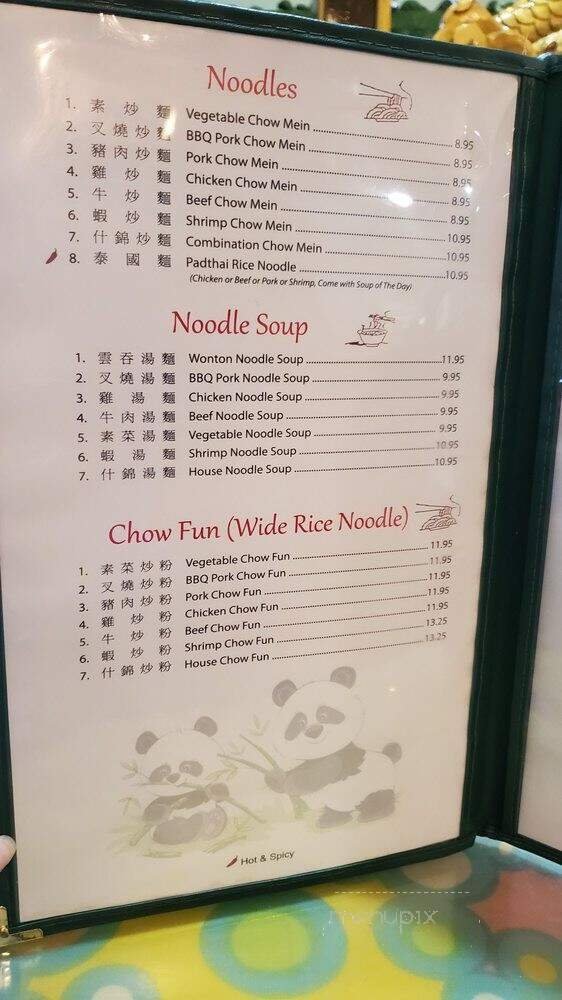 Noodles
1. 素炒麵 Vegetable Chow Mein 8.95
2. 叉燒炒麵 BBQ Pork Chow Mein 8.95
3. 豬肉炒麵 Pork Chow Mein 8.95
4. 雞炒麵 Chicken Chow Mein 8.95
5. 牛炒麵 Beef Chow Mein 8.95
6. 蝦炒麵 Shrimp Chow Mein 10.95
7. 什錦炒麵 Combination Chow Mein 10.95
8. 泰國麵 Padthai Rice Noodle 10.95
(Chicken or Beef or Pork or Shrimp, Come with Soup of The Day)
Noodle Soup
1. 雲吞湯麵 Wonton Noodle Soup 11.95
2. 叉燒湯麵 BBQ Pork Noodle Soup 9.95
3. 雞湯麵 Chicken Noodle Soup 9.95
4. 牛肉湯麵 Beef Noodle Soup 9.95
5. 素菜湯麵 Vegetable Noodle Soup 9.95
6. 蝦湯麵 Shrimp Noodle Soup 10.95
7. 什錦湯麵 House Noodle Soup 10.95
Chow Fun (Wide Rice Noodle)
1. 素菜炒粉 Vegetable Chow Fun 11.95
2. 叉燒炒粉 BBQ Pork Chow Fun 11.95
3. 豬肉炒粉 Pork Chow Fun 11.95
4. 雞炒粉 Chicken Chow Fun 11.95
5. 牛炒粉 Beef Chow Fun 11.95
6. 蝦炒粉 Shrimp Chow Fun 13.25
7. 什錦炒粉 House Chow Fun 13.25
Hot & Spicy
menupix